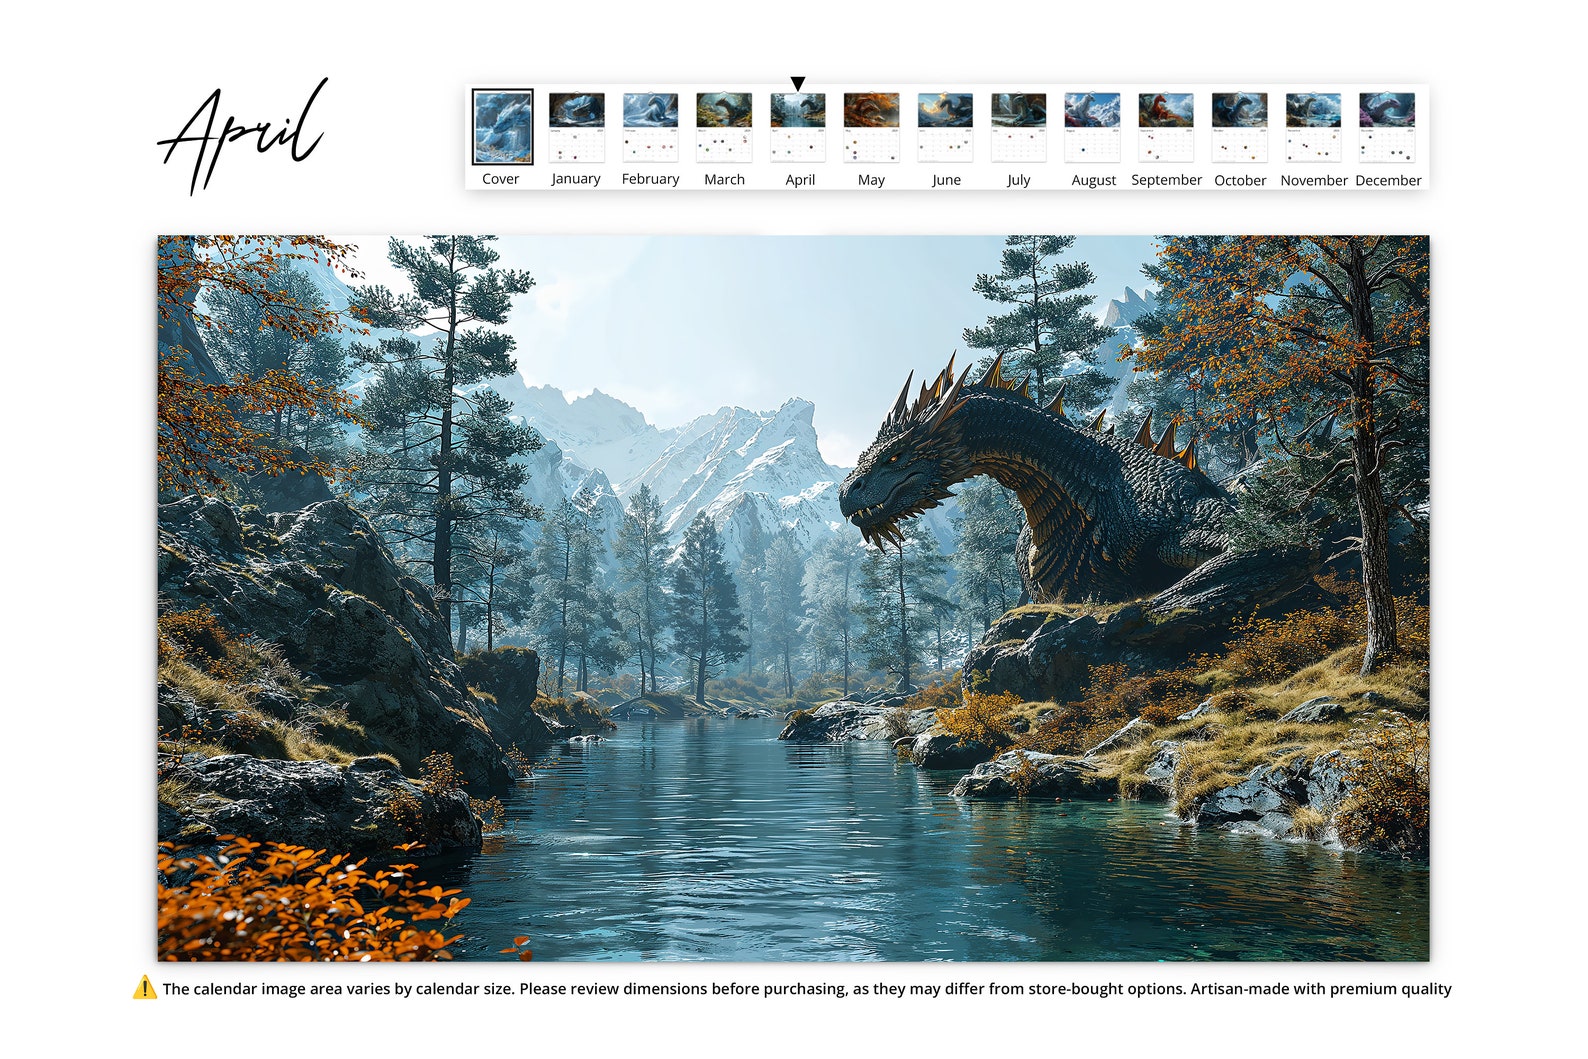 April
Cover January February March April May June July August September October November December
⚠ The calendar image area varies by calendar size. Please review dimensions before purchasing, as they may differ from store-bought options. Artisan-made with premium quality